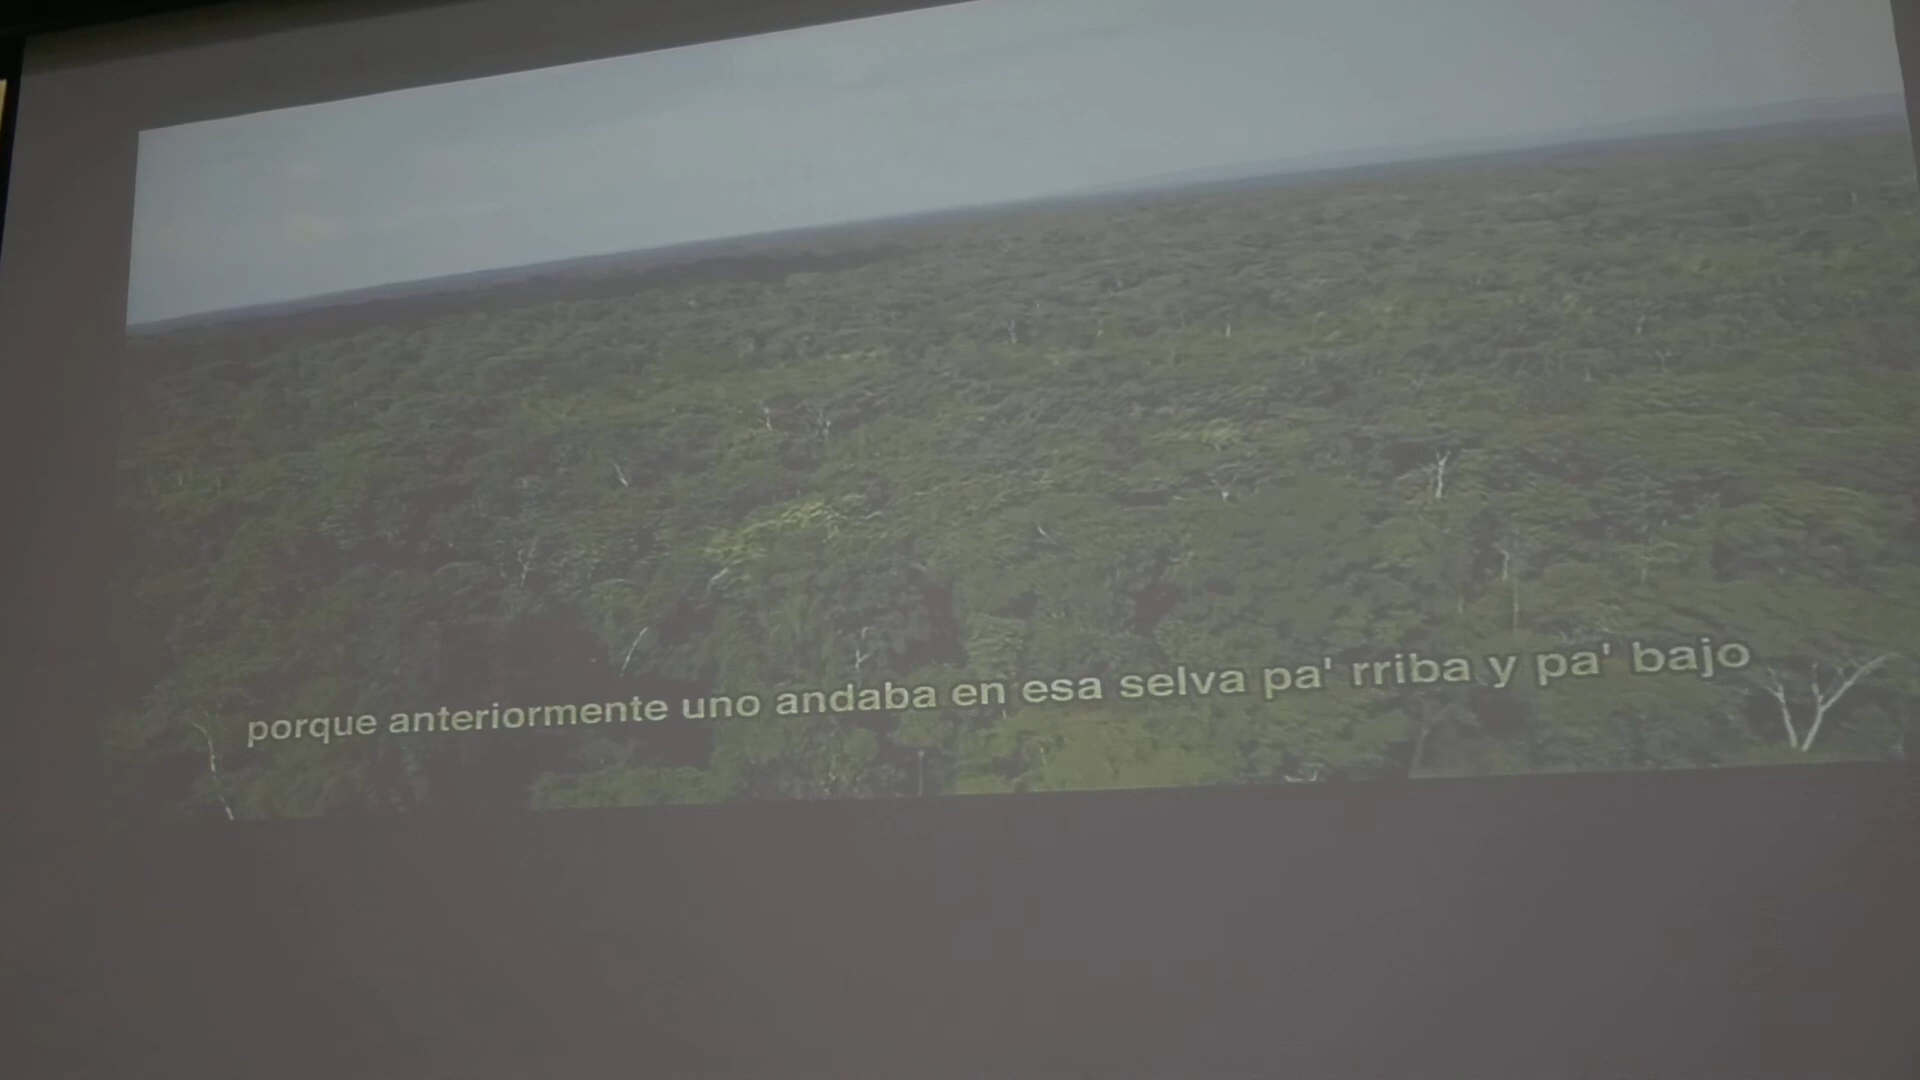 porque anteriormente uno andaba en esa selva pa' rriba y pa' bajo